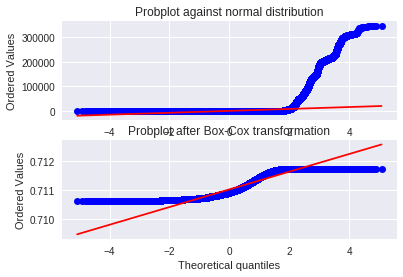 Probplot against normal distribution
Ordered Values
300000
200000
100000
0
−4 −2 0 2 4
Probplot after Box-Cox transformation
Ordered Values
0.712
0.711
0.710
−4 −2 0 2 4
Theoretical quantiles